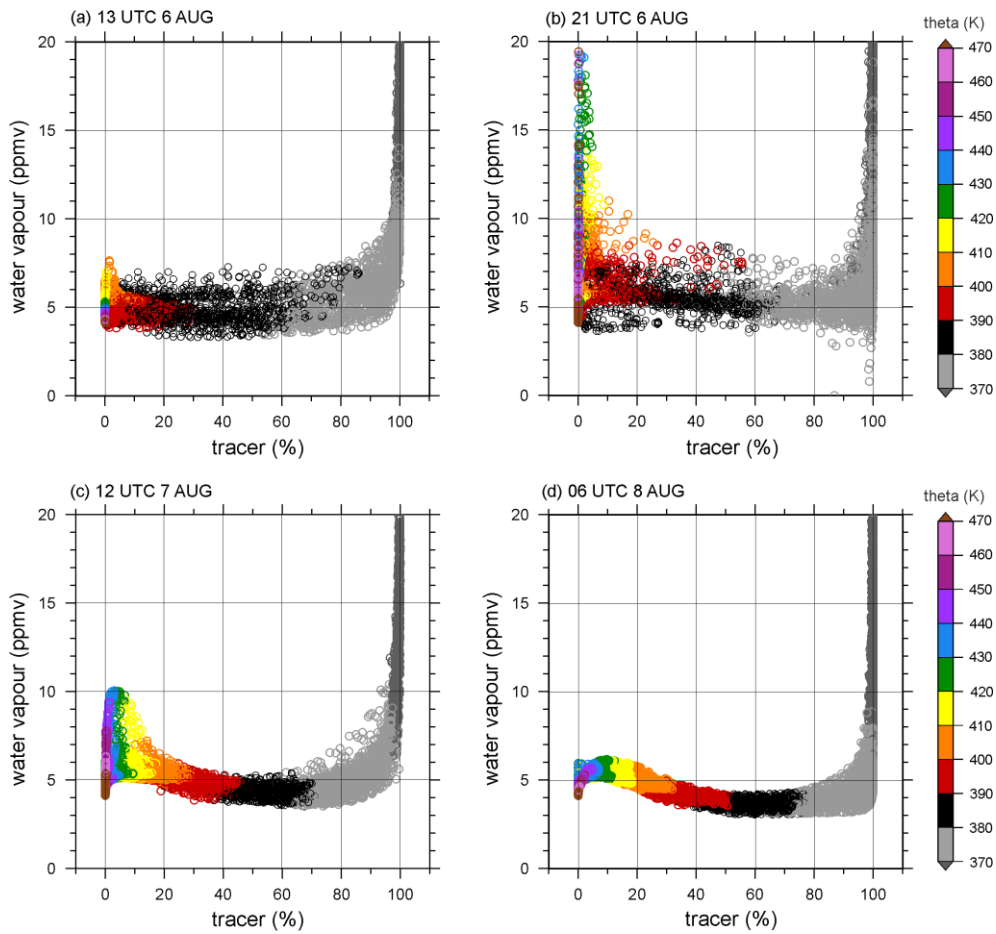 (a) 13 UTC 6 AUG
(b) 21 UTC 6 AUG
theta (K)
20
15
10
5
0
water vapour (ppmv)
0 20 40 60 80 100
tracer (%)
20
15
10
5
0
water vapour (ppmv)
0 20 40 60 80 100
tracer (%)
470
460
450
440
430
420
410
400
390
380
370
(c) 12 UTC 7 AUG
(d) 06 UTC 8 AUG
theta (K)
20
15
10
5
0
water vapour (ppmv)
0 20 40 60 80 100
tracer (%)
20
15
10
5
0
water vapour (ppmv)
0 20 40 60 80 100
tracer (%)
470
460
450
440
430
420
410
400
390
380
370